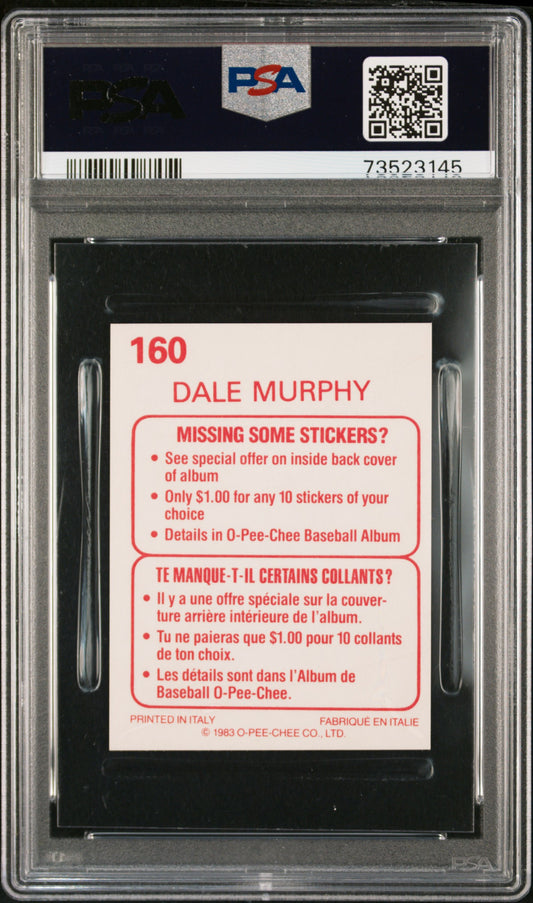 PSA
PSA
73523145
160
DALE MURPHY
MISSING SOME STICKERS?
• See special offer on inside back cover
of album
• Only $1.00 for any 10 stickers of your
choice
• Details in O-Pee-Chee Baseball Album
TE MANQUE-T-IL CERTAINS COLLANTS?
• Il y a une offre spéciale sur la couver-
ture arrière intérieure de l'album.
• Tu ne paieras que $1.00 pour 10 collants
de ton choix.
• Les détails sont dans l'Album de
Baseball O-Pee-Chee.
PRINTED IN ITALY FABRIQUÉ EN ITALIE
© 1983 O-PEE-CHEE CO., LTD.
PSA